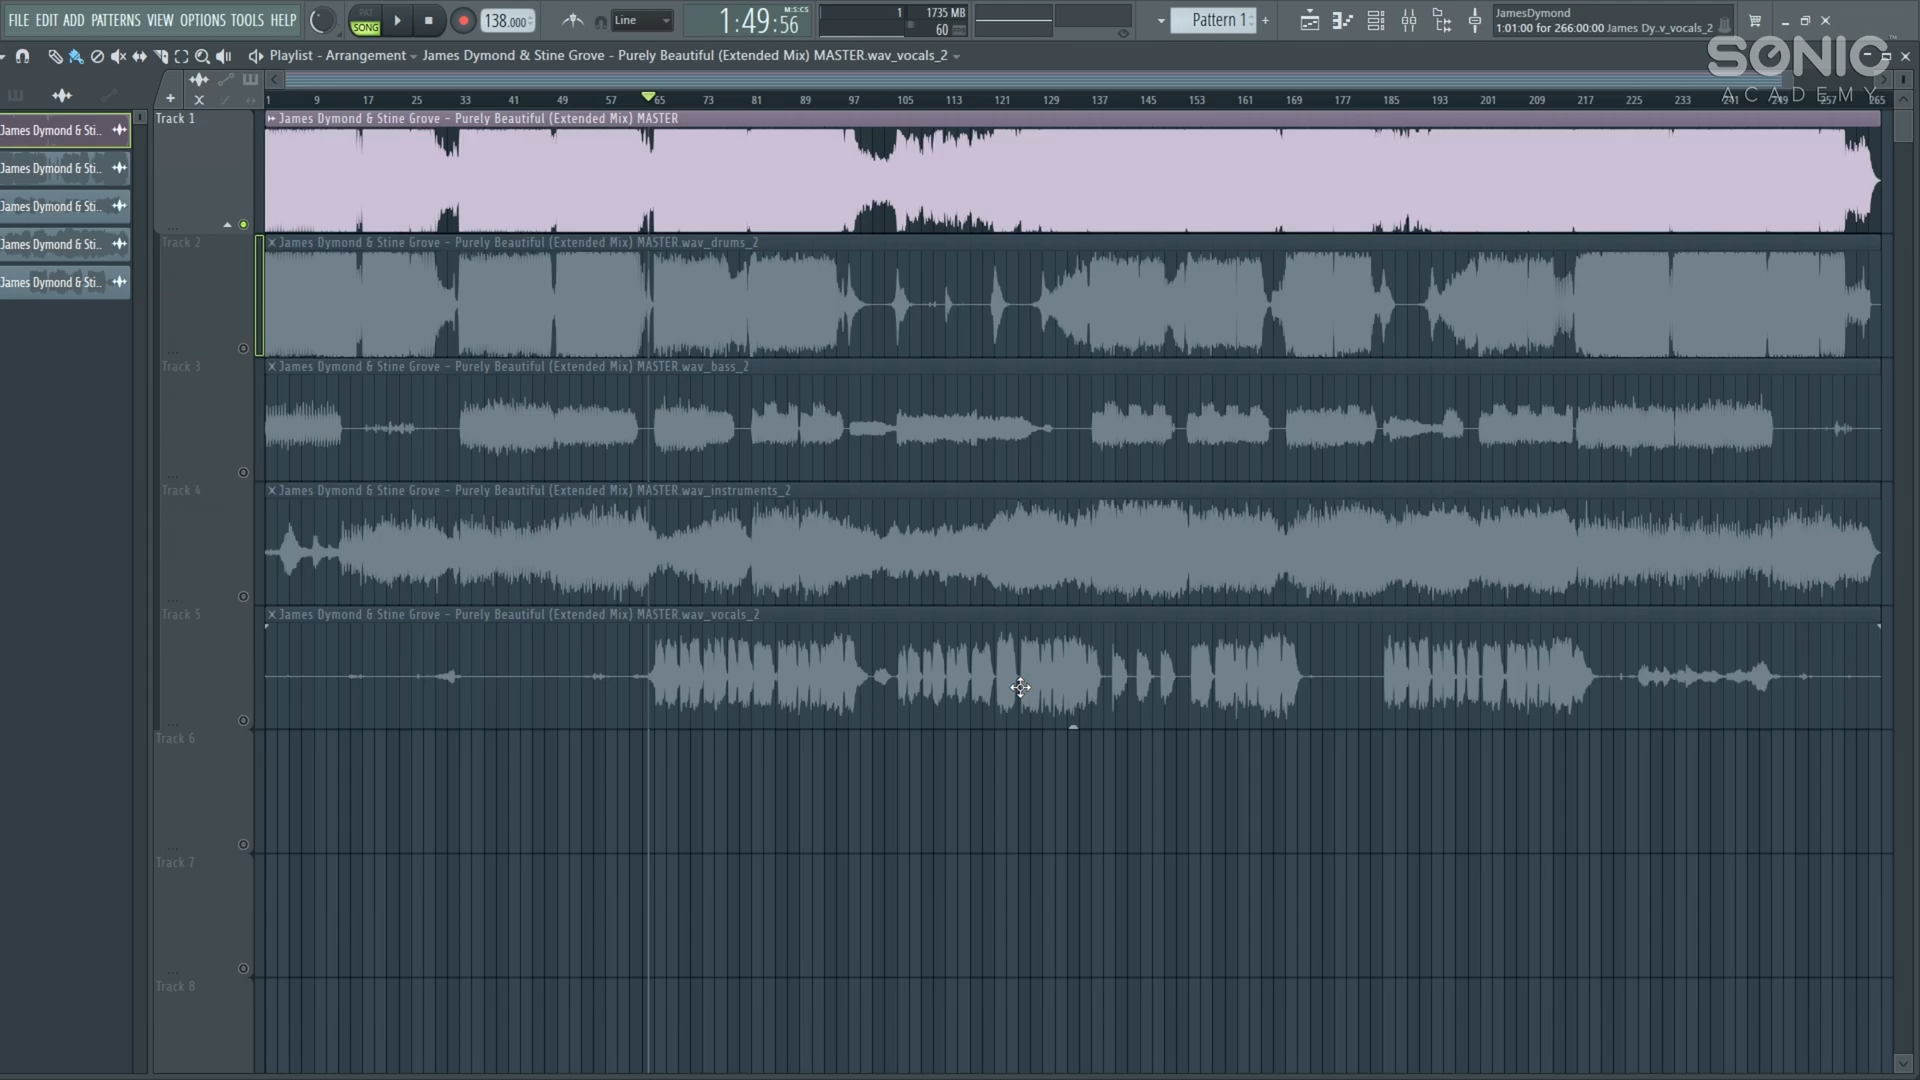 FILE EDIT ADD PATTERNS VIEW OPTIONS TOOLS HELP
PAT
SONG
138.000
Line
1:49:56
M:S:CS
1
1735 MB
60
Pattern 1
+
JamesDymond
1:01:00 for 266:00:00 James Dy..v_vocals_2
SONIC
ACADEMY
Playlist - Arrangement
James Dymond & Stine Grove - Purely Beautiful (Extended Mix) MASTER.wav_vocals_2
1 9 17 25 33 41 49 57 65 73 81 89 97 105 113 121 129 137 145 153 161 169 177 185 193 201 209 217 225 233 241 249 257 265
James Dymond & Sti..
James Dymond & Sti..
James Dymond & Sti..
James Dymond & Sti..
James Dymond & Sti..
Track 1
James Dymond & Stine Grove - Purely Beautiful (Extended Mix) MASTER
Track 2
James Dymond & Stine Grove - Purely Beautiful (Extended Mix) MASTER.wav_drums_2
Track 3
James Dymond & Stine Grove - Purely Beautiful (Extended Mix) MASTER.wav_bass_2
Track 4
James Dymond & Stine Grove - Purely Beautiful (Extended Mix) MASTER.wav_instruments_2
Track 5
James Dymond & Stine Grove - Purely Beautiful (Extended Mix) MASTER.wav_vocals_2
Track 6
Track 7
Track 8